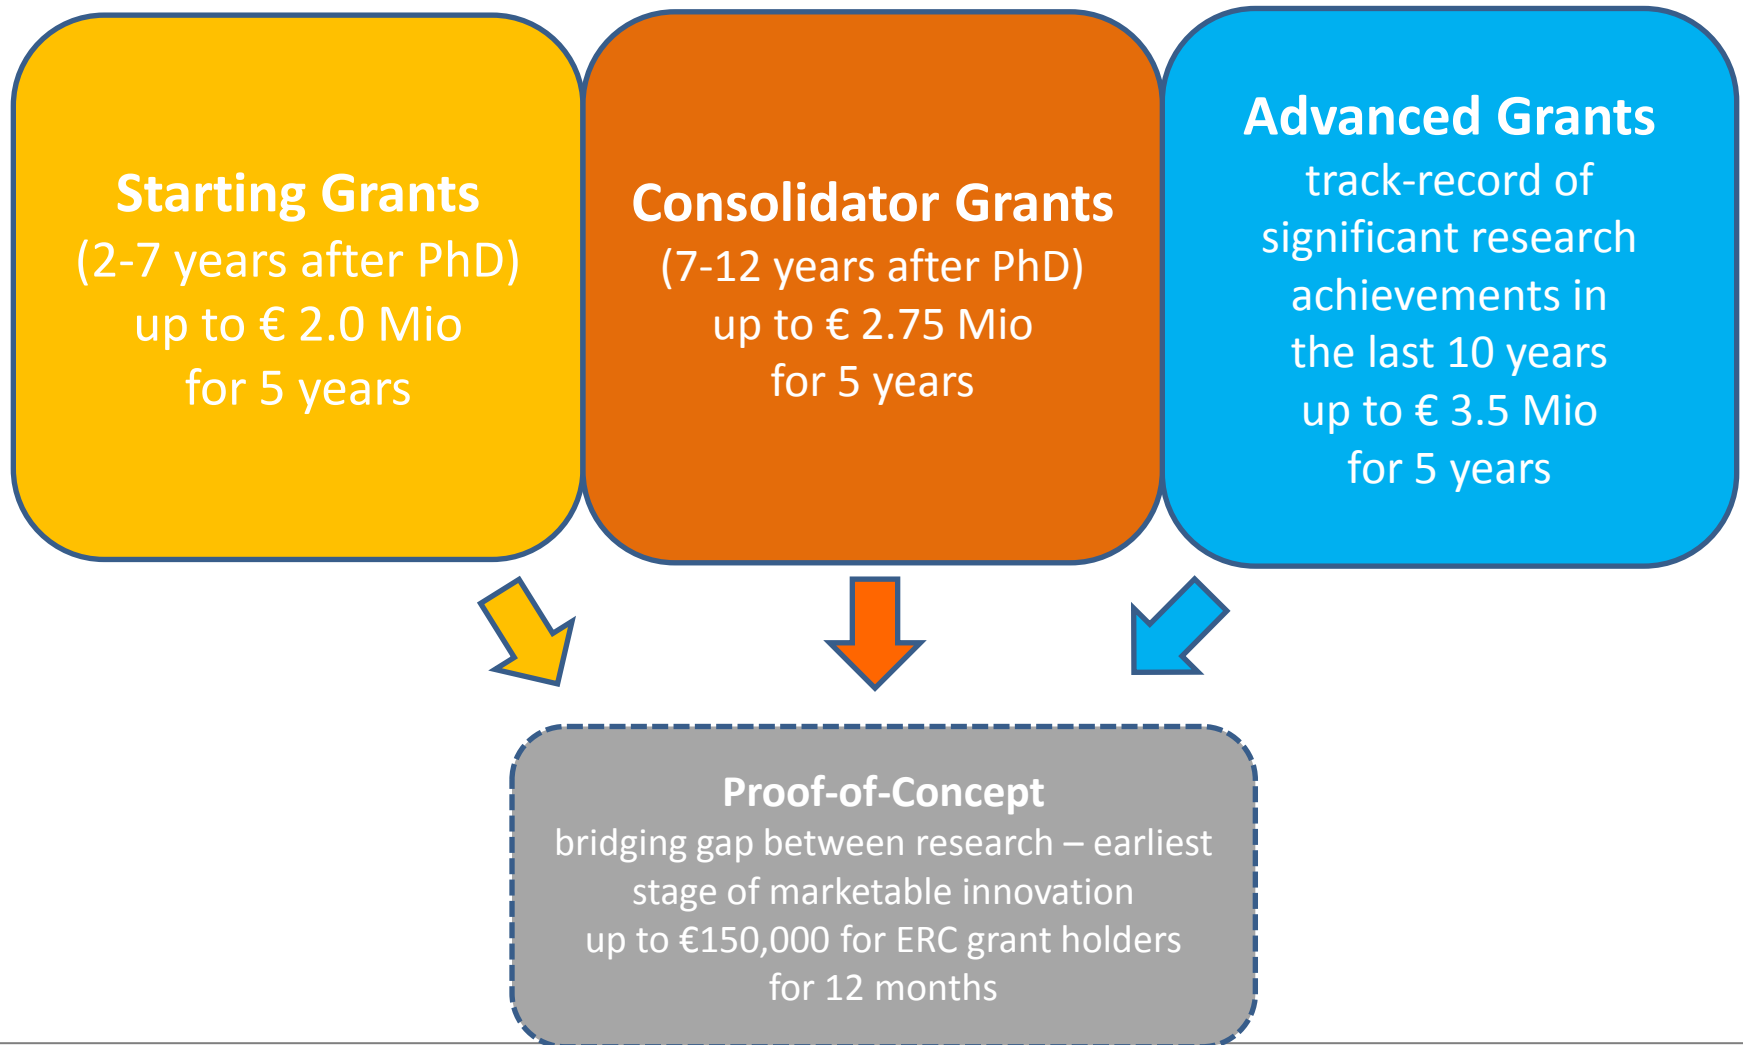 Starting Grants
(2-7 years after PhD)
up to € 2.0 Mio
for 5 years
Consolidator Grants
(7-12 years after PhD)
up to € 2.75 Mio
for 5 years
Advanced Grants
track-record of
significant research
achievements in
the last 10 years
up to € 3.5 Mio
for 5 years
Proof-of-Concept
bridging gap between research – earliest
stage of marketable innovation
up to €150,000 for ERC grant holders
for 12 months